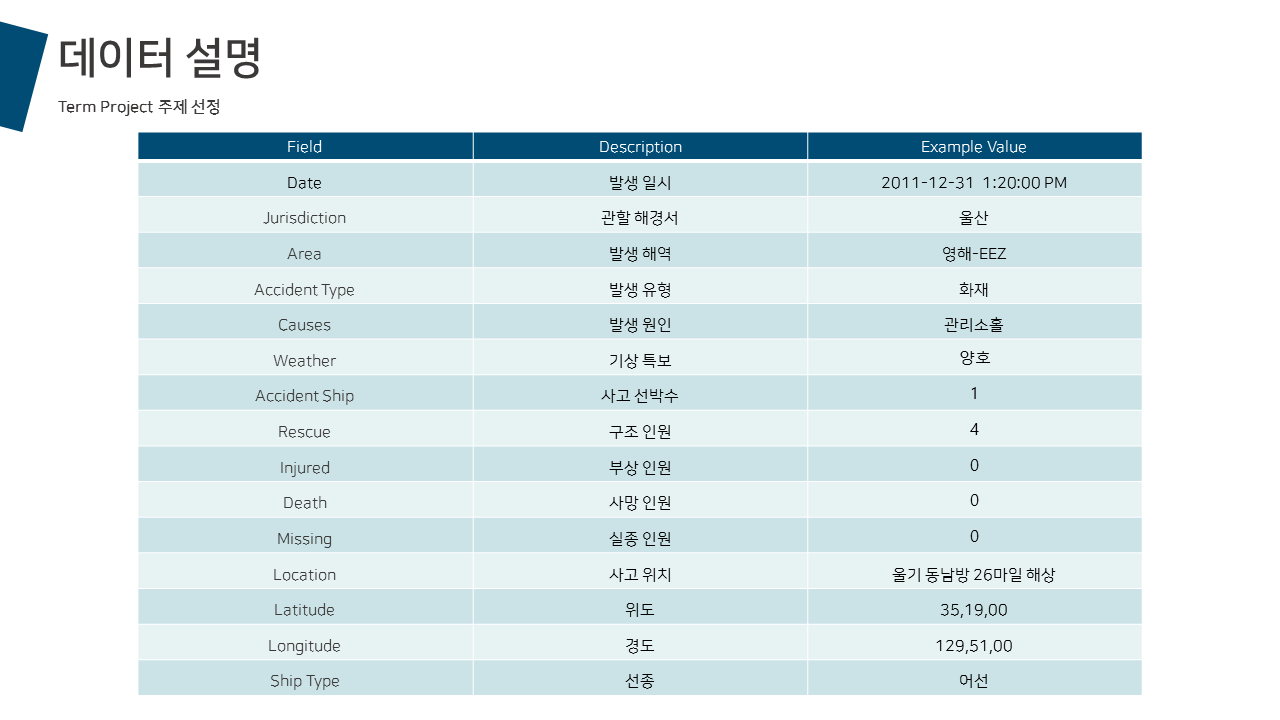 데이터 설명
Term Project 주제 선정
Field Description Example Value
Date 발생 일시 2011-12-31 1:20:00 PM
Jurisdiction 관할 해경서 울산
Area 발생 해역 영해-EEZ
Accident Type 발생 유형 화재
Causes 발생 원인 관리소홀
Weather 기상 특보 양호
Accident Ship 사고 선박수 1
Rescue 구조 인원 4
Injured 부상 인원 0
Death 사망 인원 0
Missing 실종 인원 0
Location 사고 위치 울기 동남방 26마일 해상
Latitude 위도 35,19,00
Longitude 경도 129,51,00
Ship Type 선종 어선